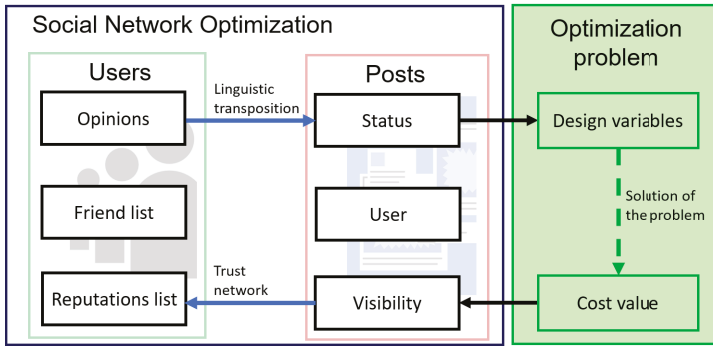 Social Network Optimization
Users
Opinions
Friend list
Reputations list
Linguistic
transposition
Trust
network
Posts
Status
User
Visibility
Optimization
problem
Design variables
Solution of
the problem
Cost value